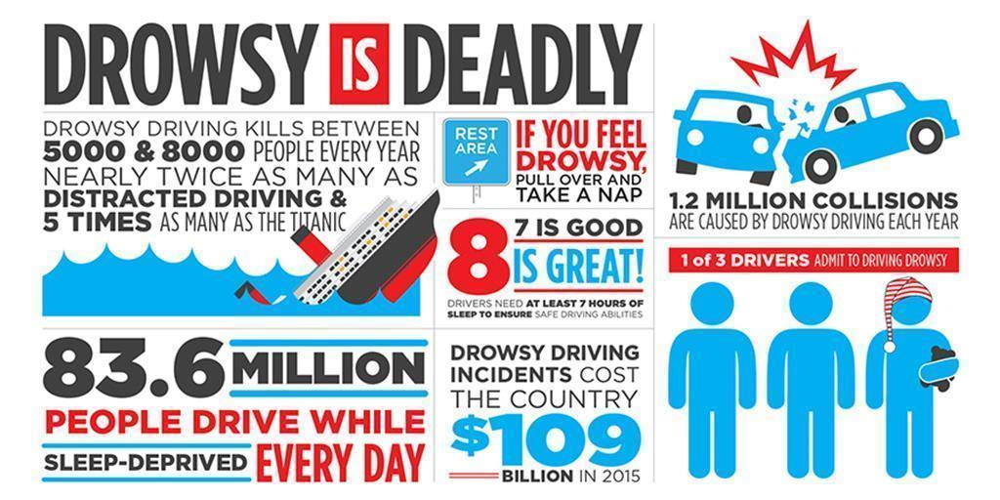 DROWSY IS DEADLY
DROWSY DRIVING KILLS BETWEEN
5000 & 8000 PEOPLE EVERY YEAR
NEARLY TWICE AS MANY AS
DISTRACTED DRIVING &
5 TIMES AS MANY AS THE TITANIC
REST
AREA
IF YOU FEEL
DROWSY,
PULL OVER AND
TAKE A NAP
7 IS GOOD
8 IS GREAT!
DRIVERS NEED AT LEAST 7 HOURS OF
SLEEP TO ENSURE SAFE DRIVING ABILITIES
1.2 MILLION COLLISIONS
ARE CAUSED BY DROWSY DRIVING EACH YEAR
1 of 3 DRIVERS ADMIT TO DRIVING DROWSY
83.6 MILLION
PEOPLE DRIVE WHILE
SLEEP-DEPRIVED EVERY DAY
DROWSY DRIVING
INCIDENTS COST
THE COUNTRY
$109
BILLION IN 2015